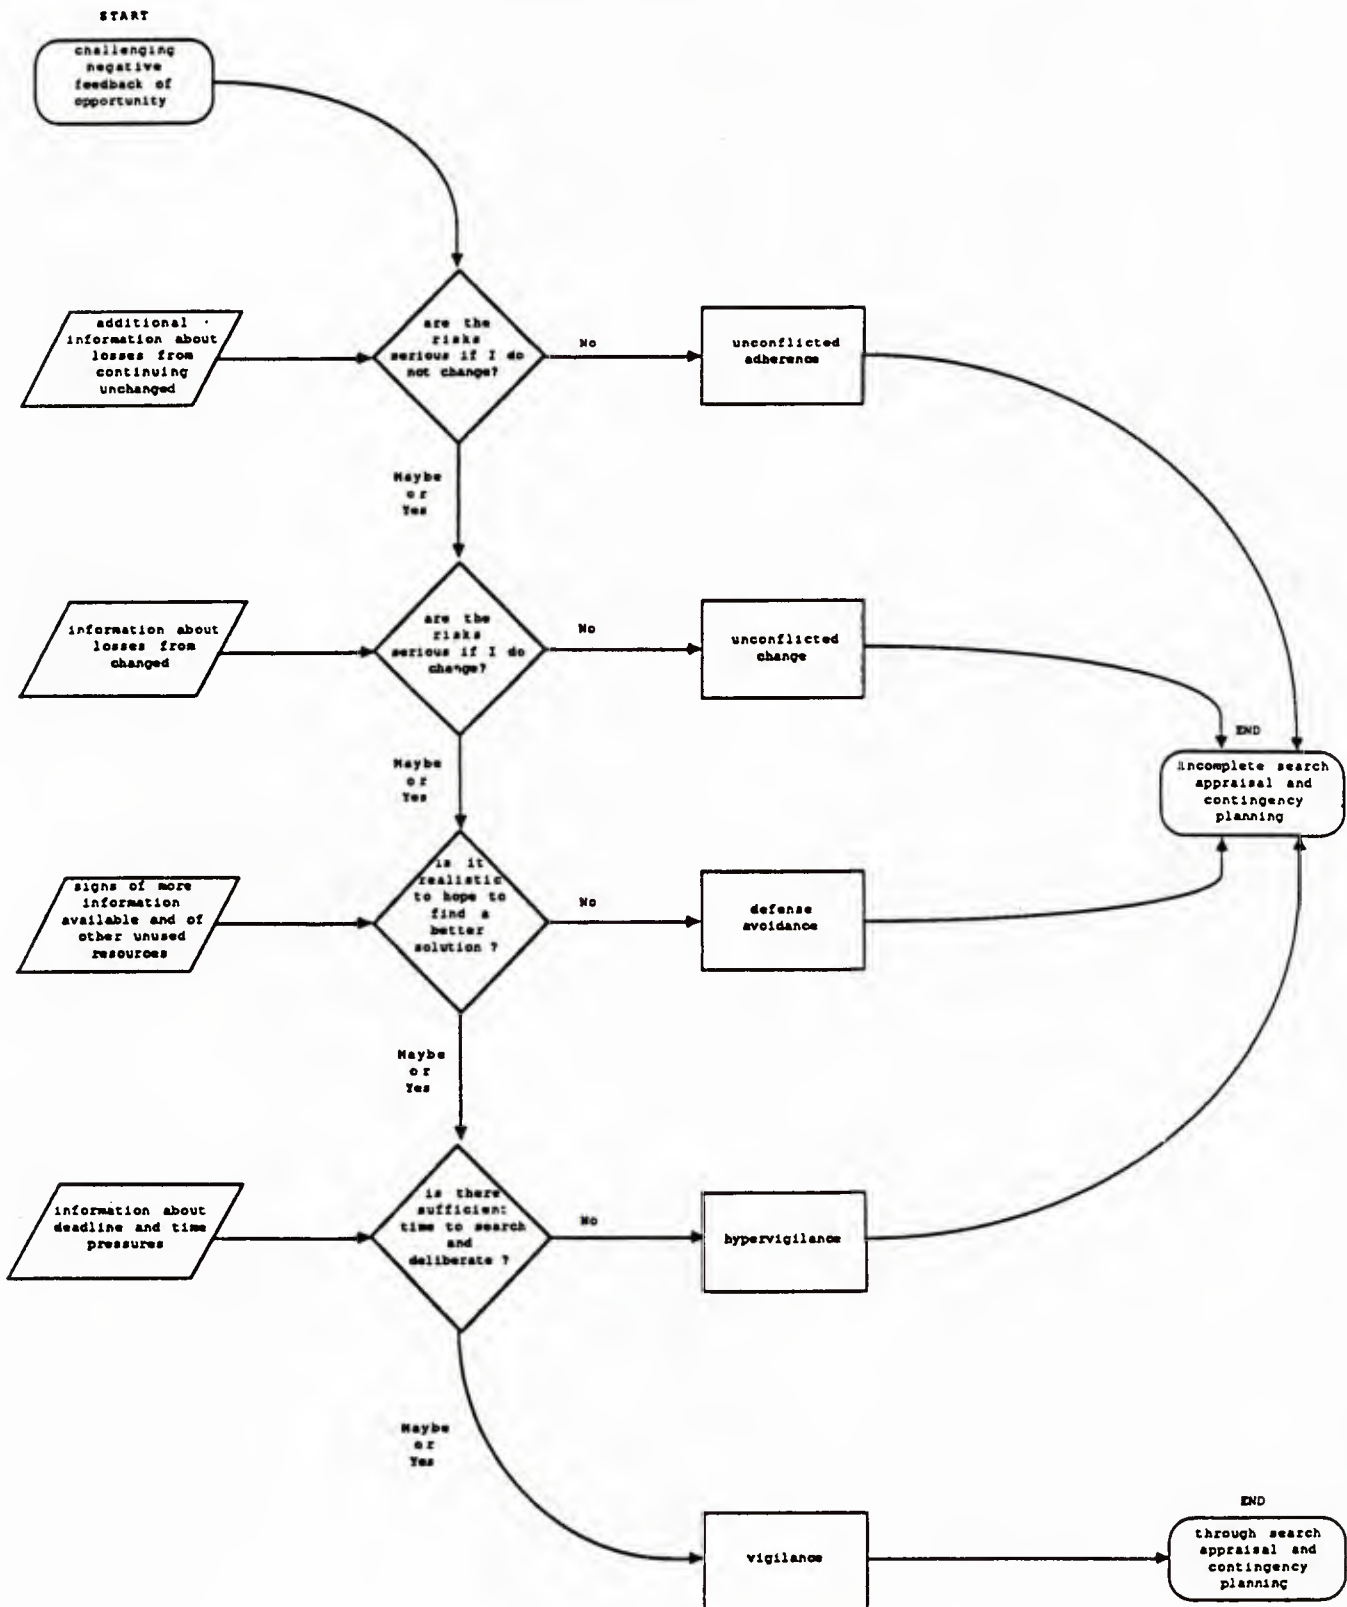 START
challenging
negative
feedback of
opportunity
additional
information about
losses from
continuing
unchanged
are the
risks
serious if I do
not change?
No
unconflicted
adherence
Maybe
or
Yes
information about
losses from
changed
are the
risks
serious if I do
change?
No
unconflicted
change
Maybe
or
Yes
END
incomplete search
appraisal and
contingency
planning
signs of more
information
available and of
other unused
resources
is it
realistic
to hope to
find a
better
solution ?
No
defense
avoidance
Maybe
or
Yes
information about
deadline and time
pressures
is there
sufficient
time to search
and
deliberate ?
No
hypervigilance
Maybe
or
Yes
vigilance
END
through search
appraisal and
contingency
planning